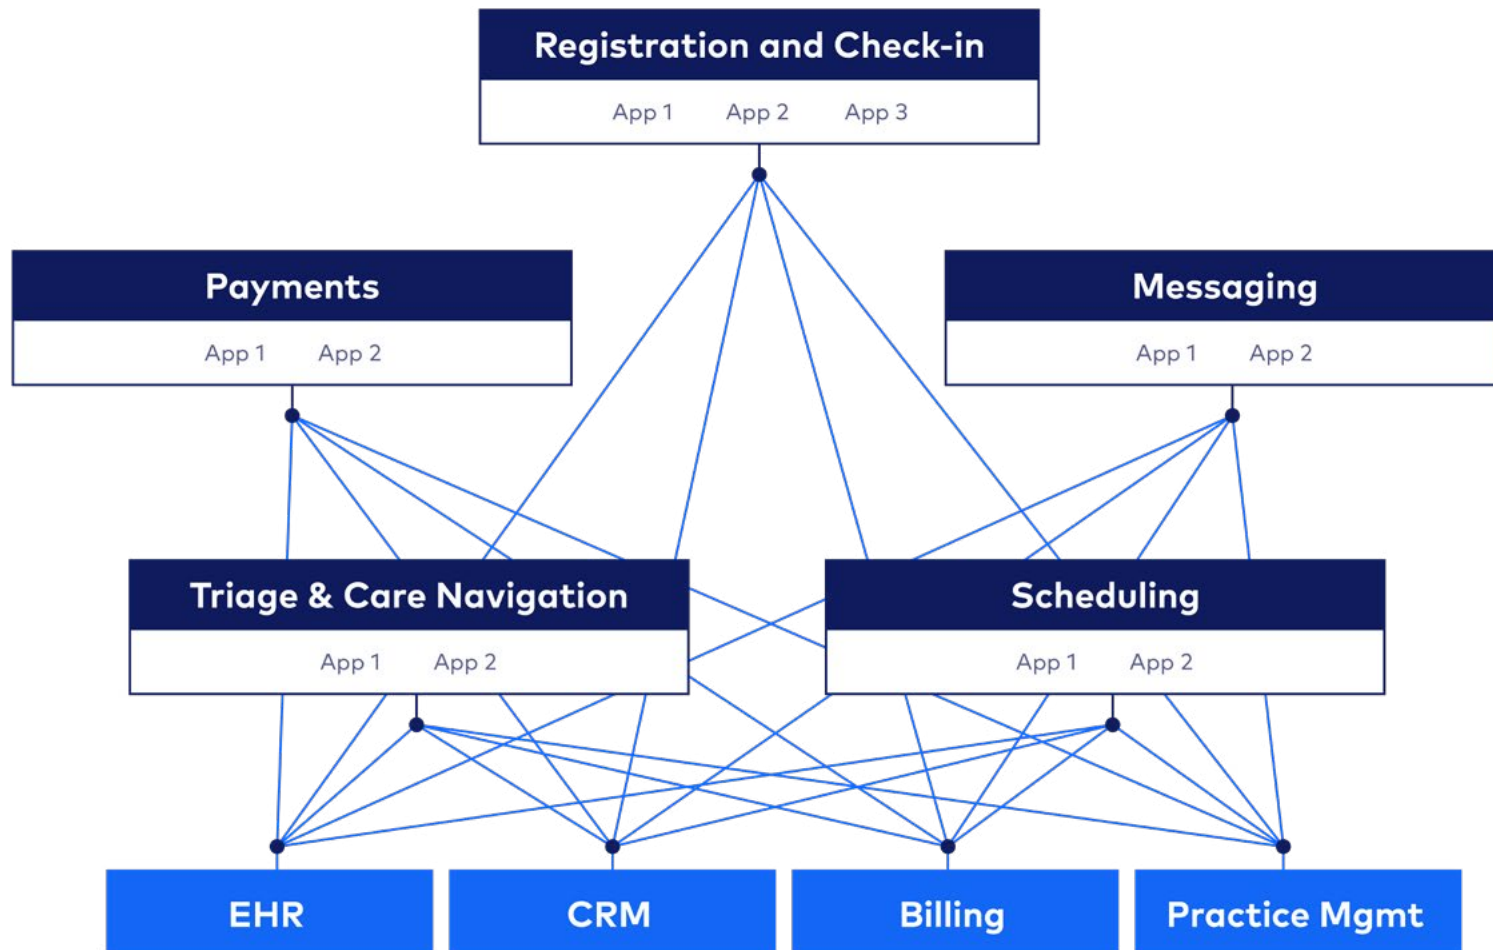 Registration and Check-in
App 1 App 2 App 3
Payments
App 1 App 2
Messaging
App 1 App 2
Triage & Care Navigation
App 1 App 2
Scheduling
App 1 App 2
EHR
CRM
Billing
Practice Mgmt